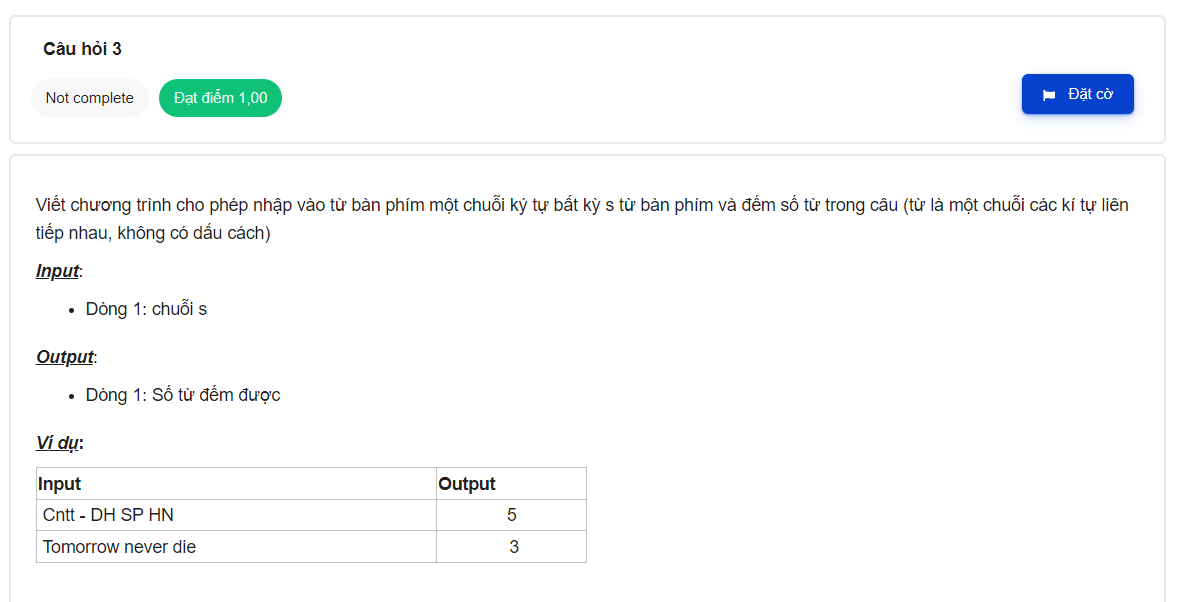 Câu hỏi 3
Not complete
Đạt điểm 1,00
Đặt cờ
Viết chương trình cho phép nhập vào từ bàn phím một chuỗi ký tự bất kỳ s từ bàn phím và đếm số từ trong câu (từ là một chuỗi các kí tự liên
tiếp nhau, không có dấu cách)
Input:
Dòng 1: chuỗi s
Output:
Dòng 1: Số từ đếm được
Ví dụ:
Input Output
Cntt - DH SP HN 5
Tomorrow never die 3